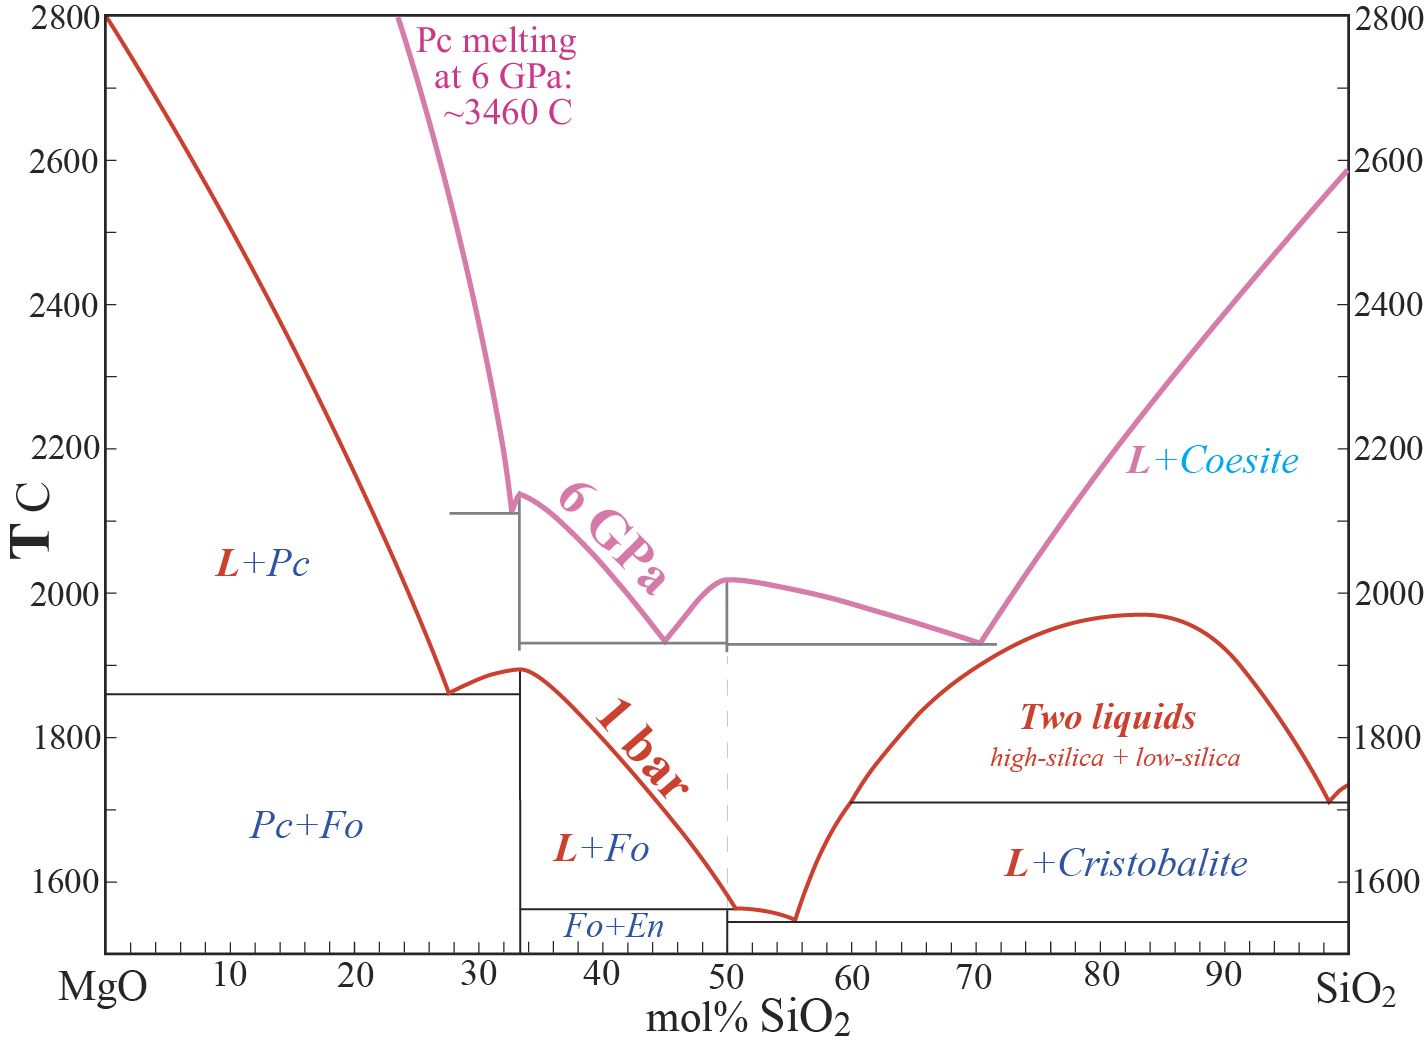 2800
2800
Pc melting
at 6 GPa:
~3460 C
2600
2600
2400
2400
2200
2200
L+Coesite
6 GPa
T C
L+Pc
2000
2000
1 bar
Two liquids
high-silica + low-silica
1800
1800
Pc+Fo
L+Fo
L+Cristobalite
1600
1600
Fo+En
MgO
10
20
30
40
50
60
70
80
90
SiO₂
mol% SiO₂